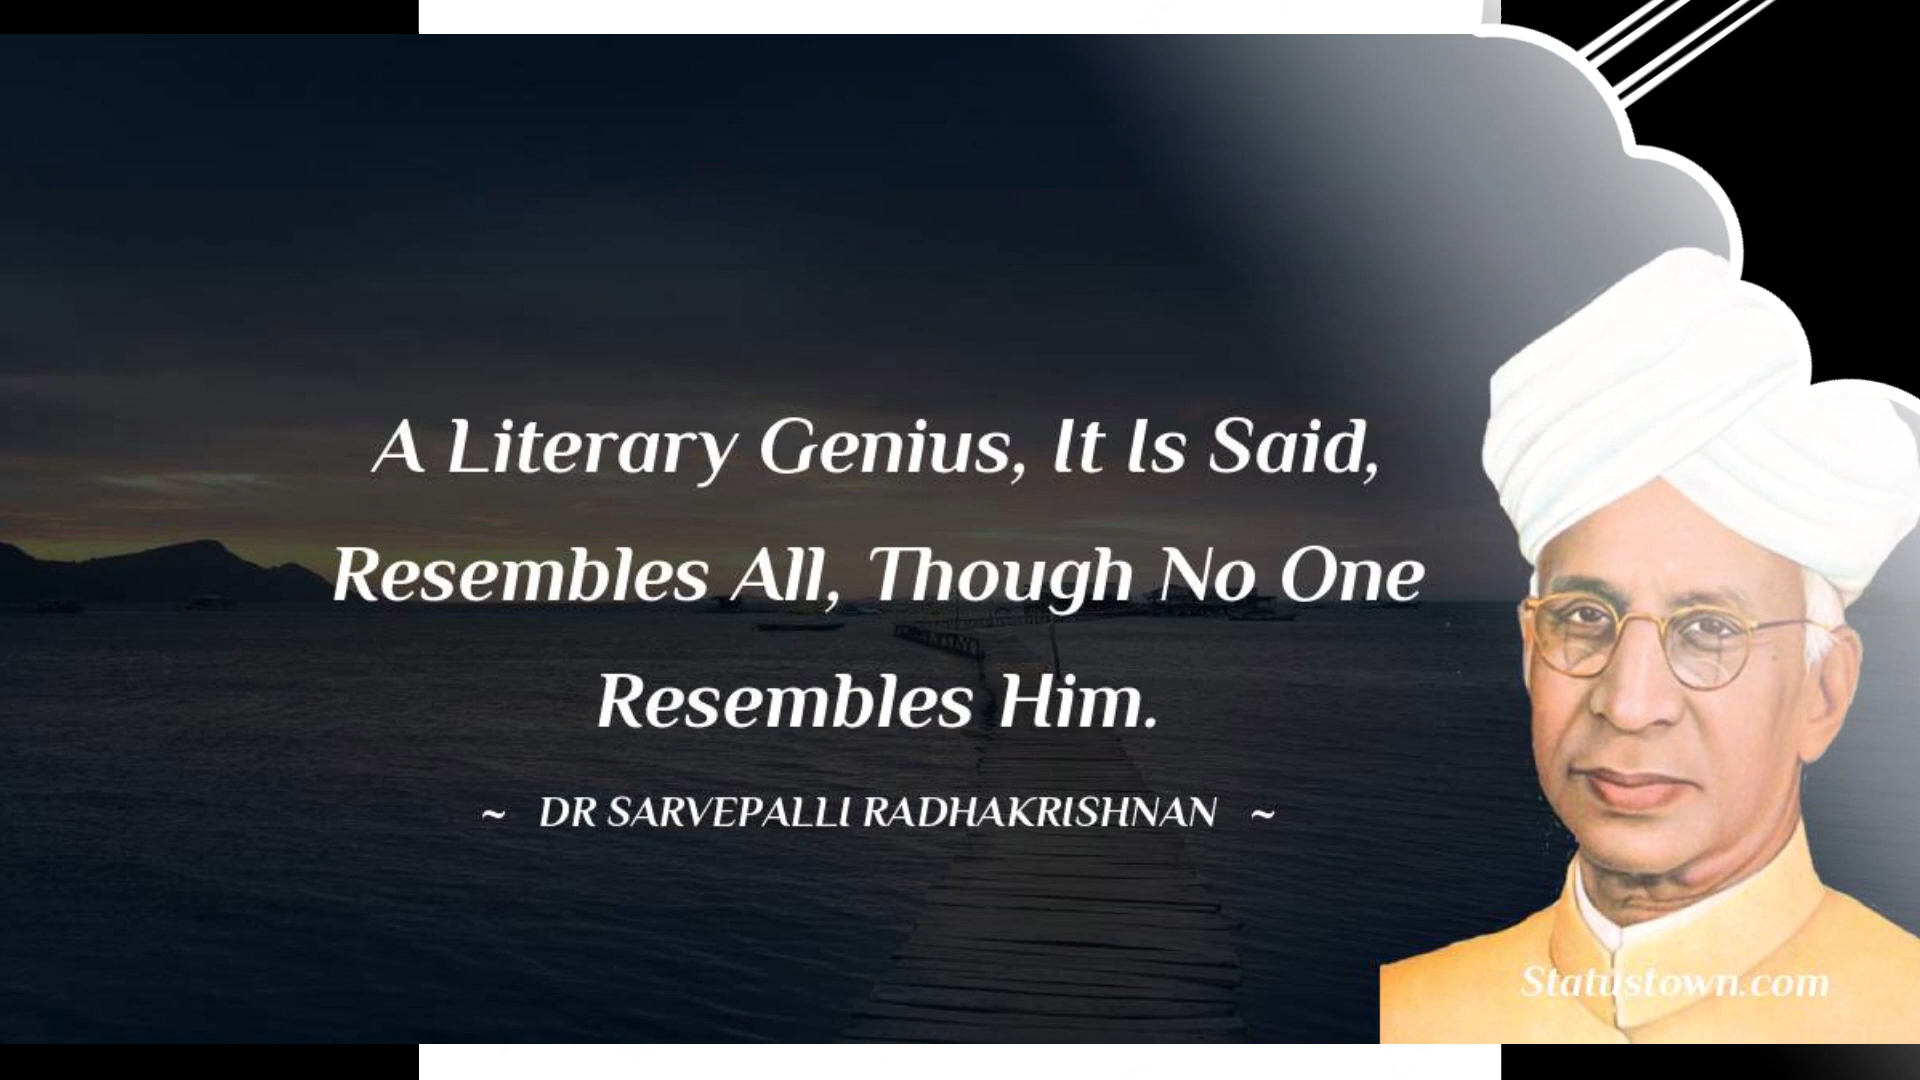 A Literary Genius, It Is Said,
Resembles All, Though No One
Resembles Him.
~ DR SARVEPALLI RADHAKRISHNAN ~
Statustown.com